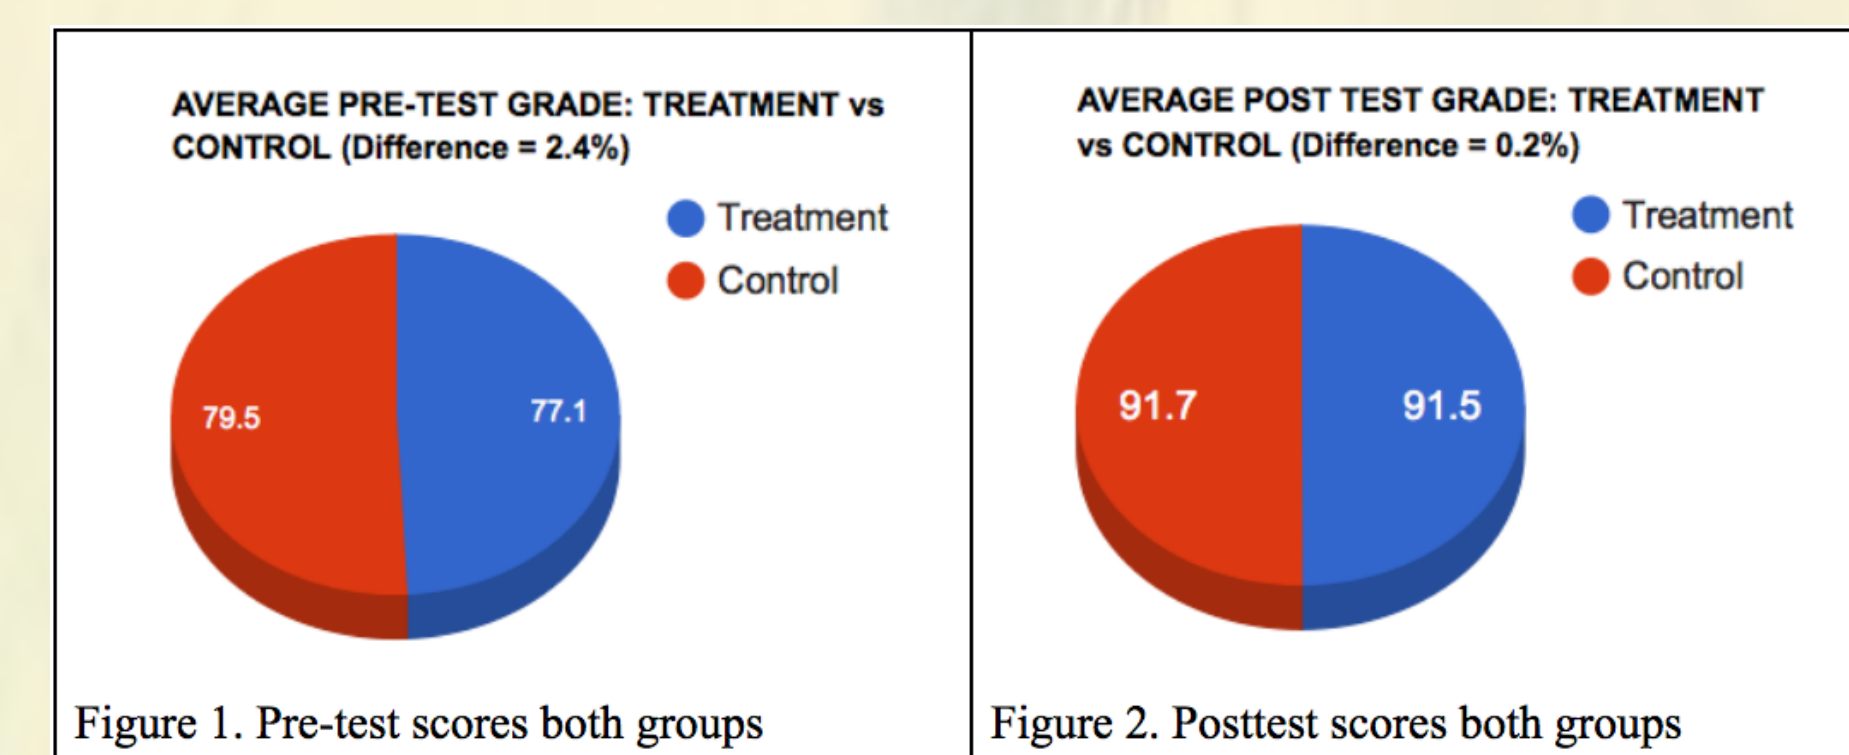 AVERAGE PRE-TEST GRADE: TREATMENT vs
CONTROL (Difference = 2.4%)
Treatment
Control
79.5
77.1
Figure 1. Pre-test scores both groups
AVERAGE POST TEST GRADE: TREATMENT
vs CONTROL (Difference = 0.2%)
Treatment
Control
91.7
91.5
Figure 2. Posttest scores both groups